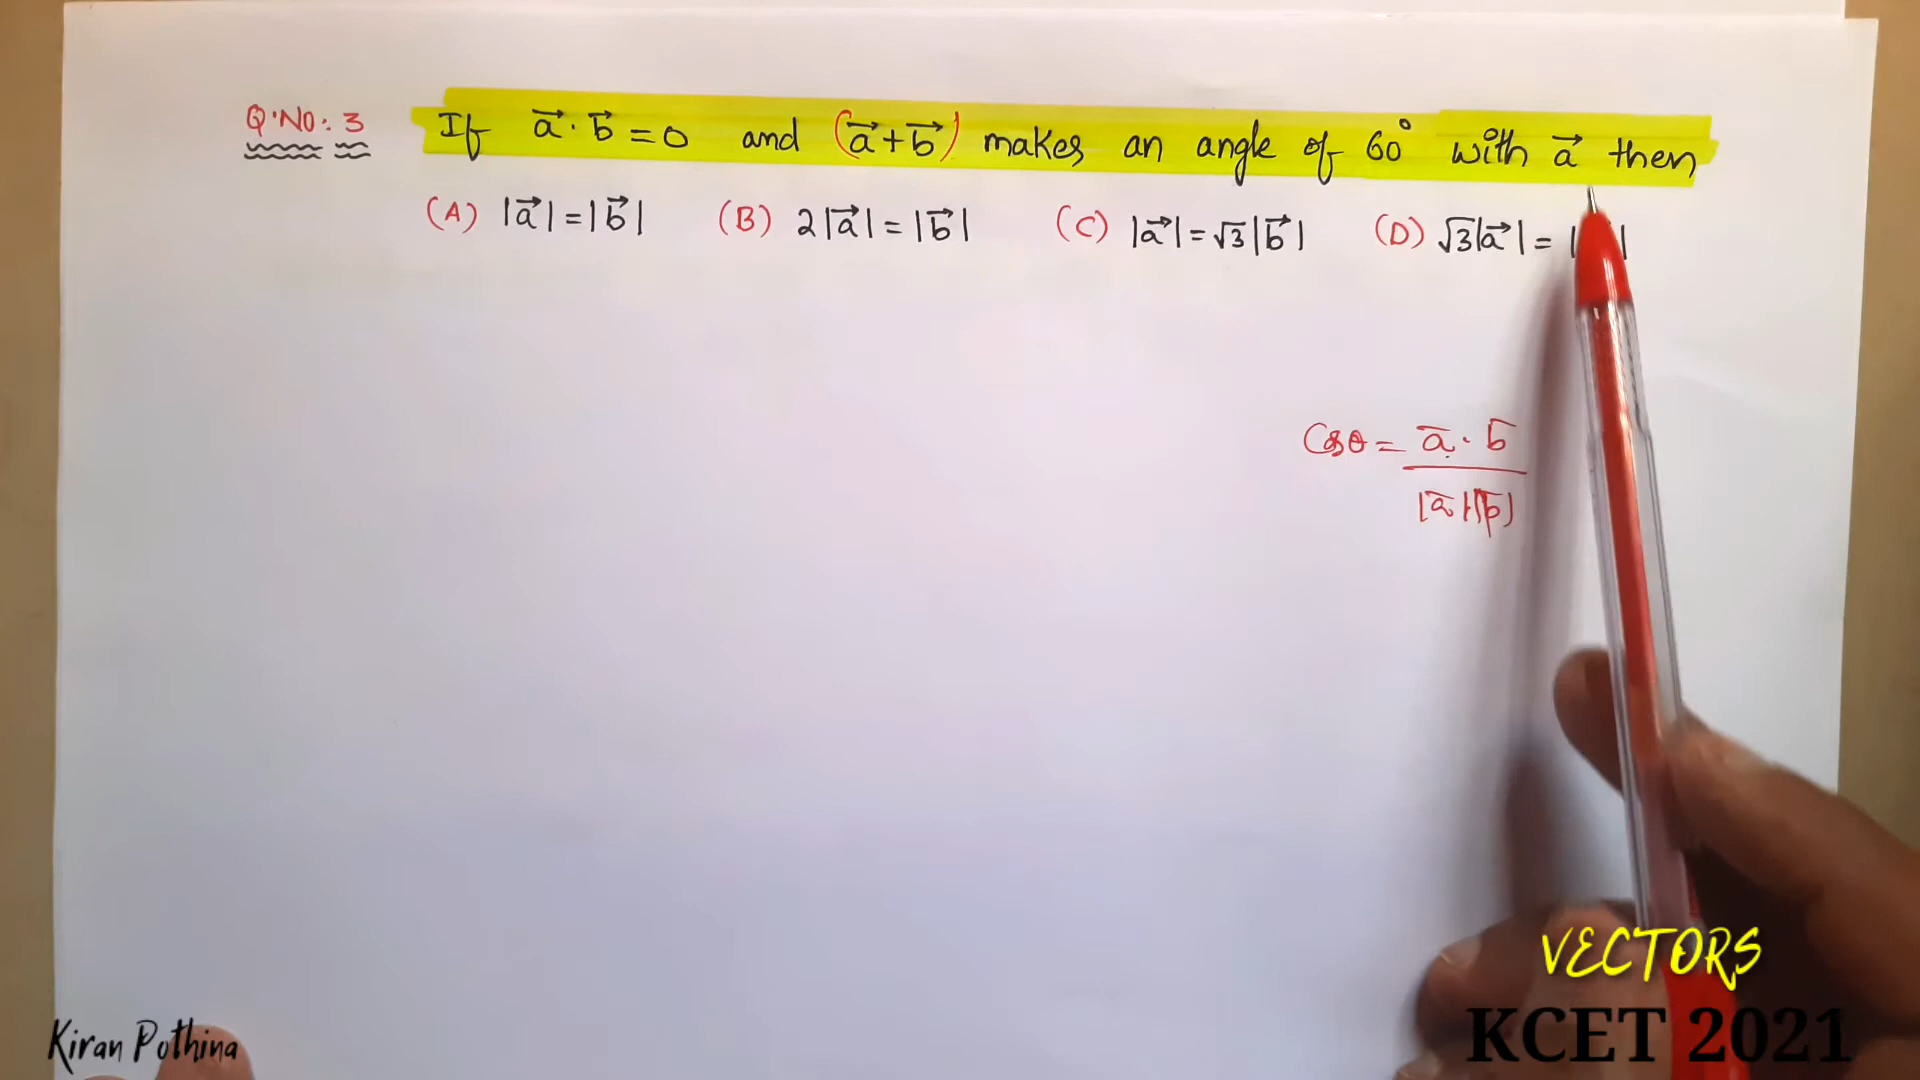 Q.NO: 3 If a⃗ · b⃗ = 0 and (a⃗ + b⃗) makes an angle of 60° with a⃗ then
(A) |a⃗| = |b⃗| (B) 2|a⃗| = |b⃗| (C) |a⃗| = √3|b⃗| (D) √3|a⃗| = | |
Cosθ = a̅ · b̅
|a̅||b̅|
VECTORS
KCET 2021
Kiran Pothina